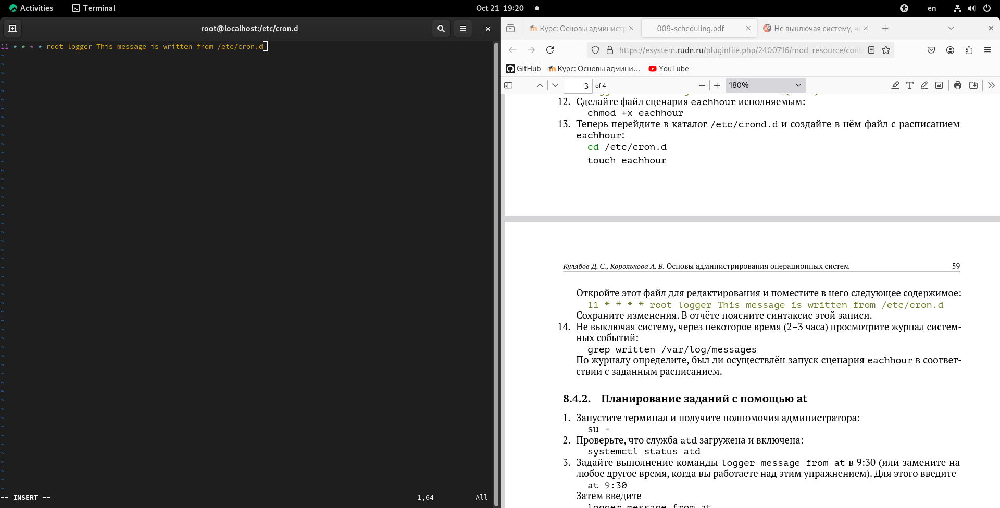 Activities Terminal Oct 21 19:20 en
root@localhost:/etc/cron.d
11 * * * * root logger This message is written from /etc/cron.d
-- INSERT -- 1,64 All
Курс: Основы администр 009-scheduling.pdf Не выключая систему, че
https://esystem.rudn.ru/pluginfile.php/2400716/mod_resource/cont
GitHub Курс: Основы админи... YouTube
3 of 4 180%
12. Сделайте файл сценария eachhour исполняемым:
chmod +x eachhour
13. Теперь перейдите в каталог /etc/crond.d и создайте в нём файл с расписанием
eachhour:
cd /etc/cron.d
touch eachhour
Кулябов Д. С., Королькова А. В. Основы администрирования операционных систем 59
Откройте этот файл для редактирования и поместите в него следующее содержимое:
11 * * * * root logger This message is written from /etc/cron.d
Сохраните изменения. В отчёте поясните синтаксис этой записи.
14. Не выключая систему, через некоторое время (2–3 часа) просмотрите журнал систем-
ных событий:
grep written /var/log/messages
По журналу определите, был ли осуществлён запуск сценария eachhour в соответ-
ствии с заданным расписанием.
8.4.2. Планирование заданий с помощью at
1. Запустите терминал и получите полномочия администратора:
su -
2. Проверьте, что служба atd загружена и включена:
systemctl status atd
3. Задайте выполнение команды logger message from at в 9:30 (или замените на
любое другое время, когда вы работаете над этим упражнением). Для этого введите
at 9:30
Затем введите
logger message from at